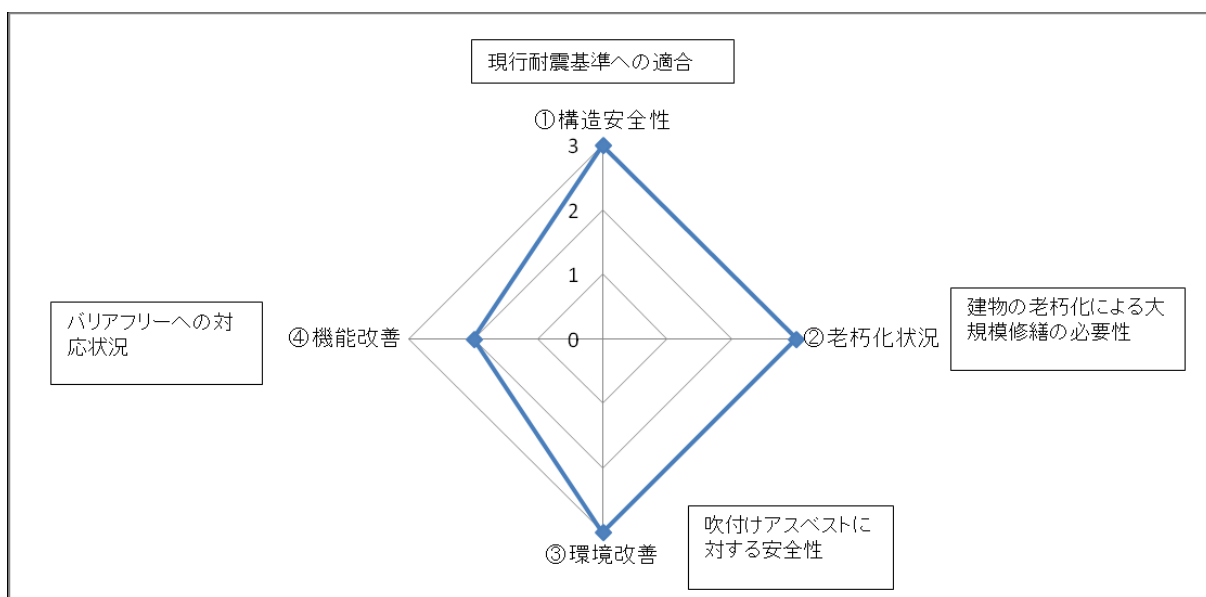 現行耐震基準への適合
①構造安全性
3
2
1
0
バリアフリーへの対
応状況
④機能改善
②老朽化状況
建物の老朽化による大
規模修繕の必要性
③環境改善
吹付けアスベストに
対する安全性